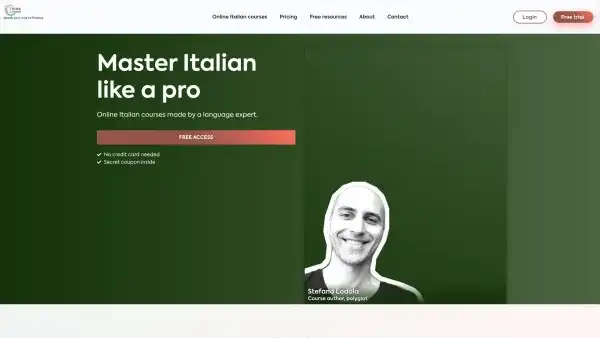 THINK
Online Italian courses
Pricing
Free resources
About
Contact
Login
Free trial
Master Italian
like a pro
Online Italian courses made by a language expert.
FREE ACCESS
No credit card needed
Secret coupon inside
Stefano Lodola
Course author, polyglot